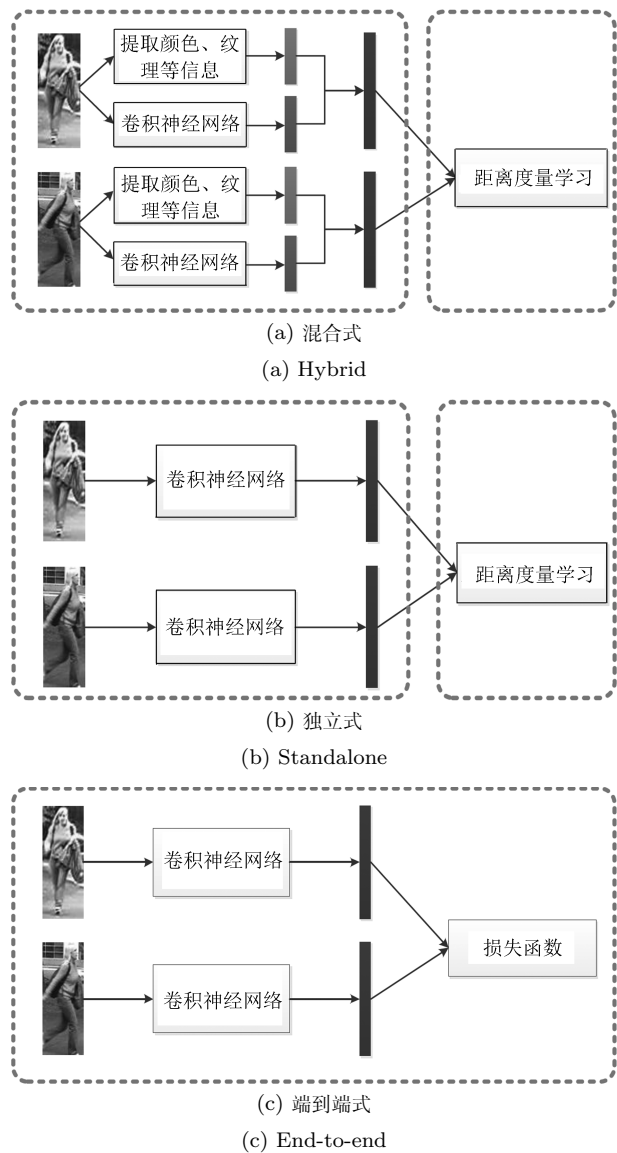 提取颜色、纹
理等信息
卷积神经网络
提取颜色、纹
理等信息
卷积神经网络
距离度量学习
(a) 混合式
(a) Hybrid
卷积神经网络
卷积神经网络
距离度量学习
(b) 独立式
(b) Standalone
卷积神经网络
卷积神经网络
损失函数
(c) 端到端式
(c) End-to-end